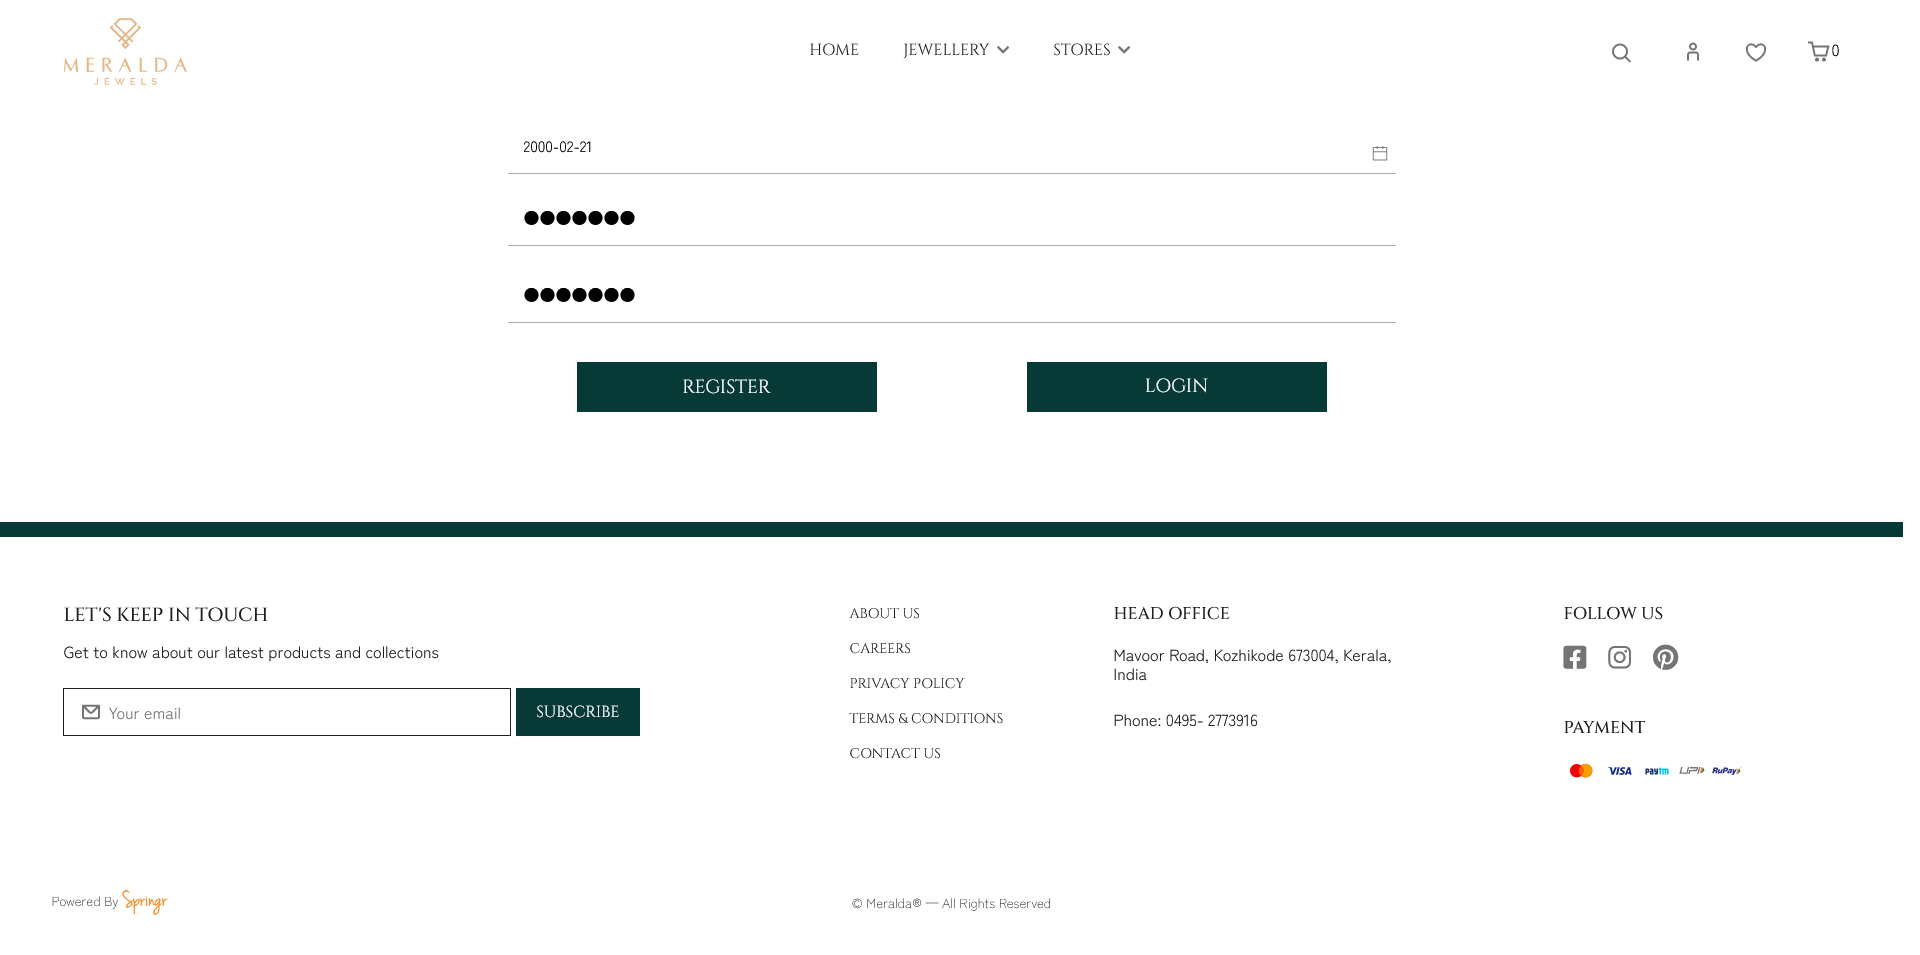 MERALDA
JEWELS
HOME
JEWELLERY
STORES
0
2000-02-21
REGISTER
LOGIN
LET'S KEEP IN TOUCH
Get to know about our latest products and collections
Your email
SUBSCRIBE
ABOUT US
CAREERS
PRIVACY POLICY
TERMS & CONDITIONS
CONTACT US
HEAD OFFICE
Mavoor Road, Kozhikode 673004, Kerala,
India
Phone: 0495- 2773916
FOLLOW US
PAYMENT
VISA
paytm
UPI
RuPay
Powered By Springr
© Meralda® — All Rights Reserved